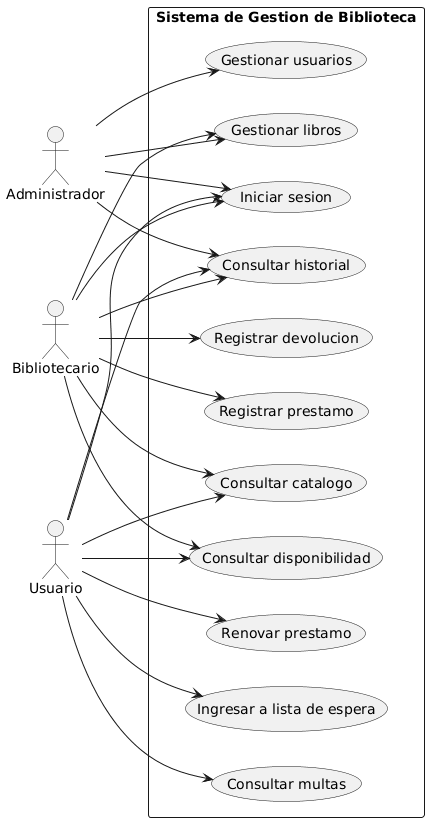 Sistema de Gestion de Biblioteca
Gestionar usuarios
Gestionar libros
Administrador
Iniciar sesion
Consultar historial
Registrar devolucion
Bibliotecario
Registrar prestamo
Consultar catalogo
Consultar disponibilidad
Usuario
Renovar prestamo
Ingresar a lista de espera
Consultar multas